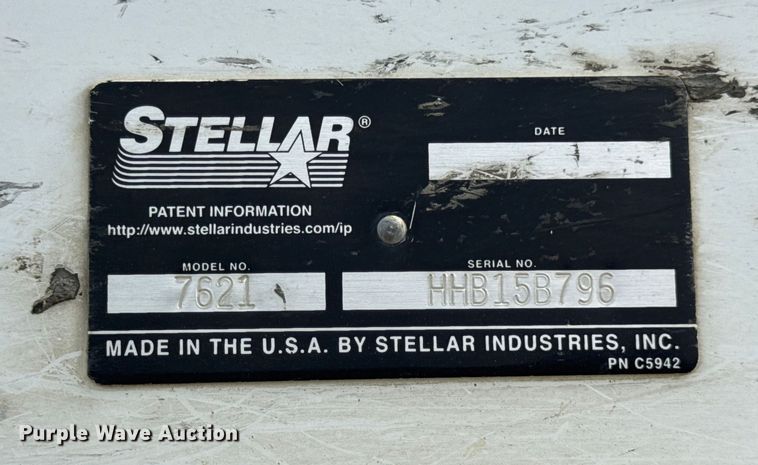 STELLAR®
DATE
PATENT INFORMATION
http://www.stellarindustries.com/ip
MODEL NO.
7621
SERIAL NO.
HHB15B796
MADE IN THE U.S.A. BY STELLAR INDUSTRIES, INC.
PN C5942
Purple Wave Auction